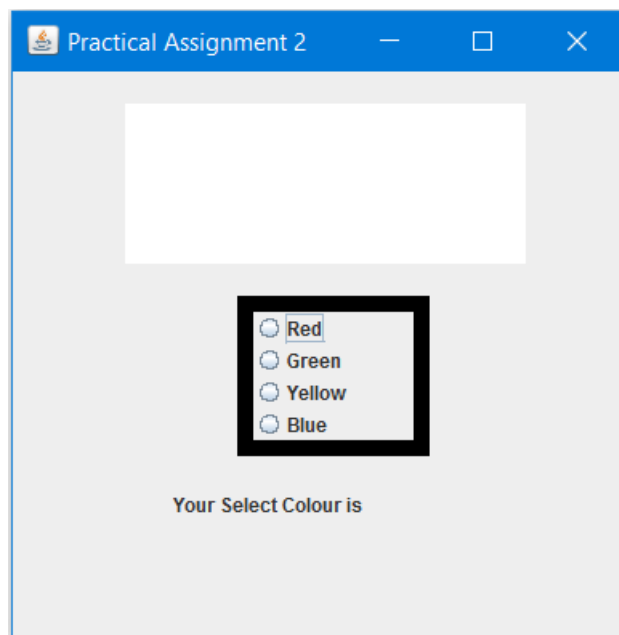 Practical Assignment 2
Red
Green
Yellow
Blue
Your Select Colour is